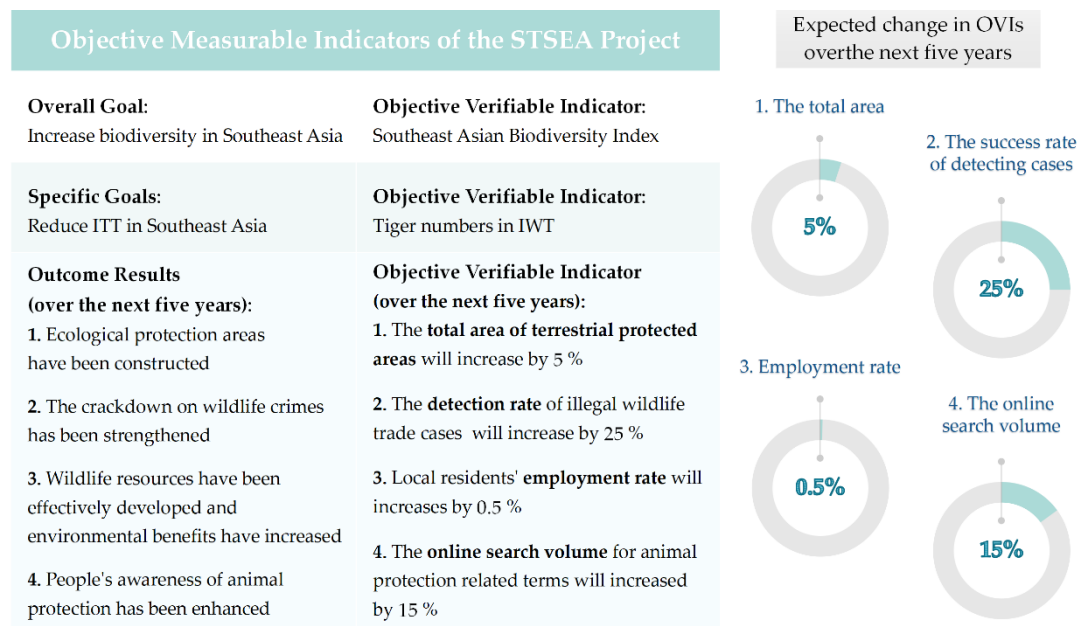 Objective Measurable Indicators of the STSEA Project
Overall Goal:
Increase biodiversity in Southeast Asia
Objective Verifiable Indicator:
Southeast Asian Biodiversity Index
Specific Goals:
Reduce ITT in Southeast Asia
Objective Verifiable Indicator:
Tiger numbers in IWT
Outcome Results
(over the next five years):
1. Ecological protection areas
have been constructed
2. The crackdown on wildlife crimes
has been strengthened
3. Wildlife resources have been
effectively developed and
environmental benefits have increased
4. People's awareness of animal
protection has been enhanced
Objective Verifiable Indicator
(over the next five years):
1. The total area of terrestrial protected
areas will increase by 5 %
2. The detection rate of illegal wildlife
trade cases will increase by 25 %
3. Local residents' employment rate will
increases by 0.5 %
4. The online search volume for animal
protection related terms will increased
by 15 %
Expected change in OVIs
overthe next five years
1. The total area
5%
2. The success rate
of detecting cases
25%
3. Employment rate
0.5%
4. The online
search volume
15%